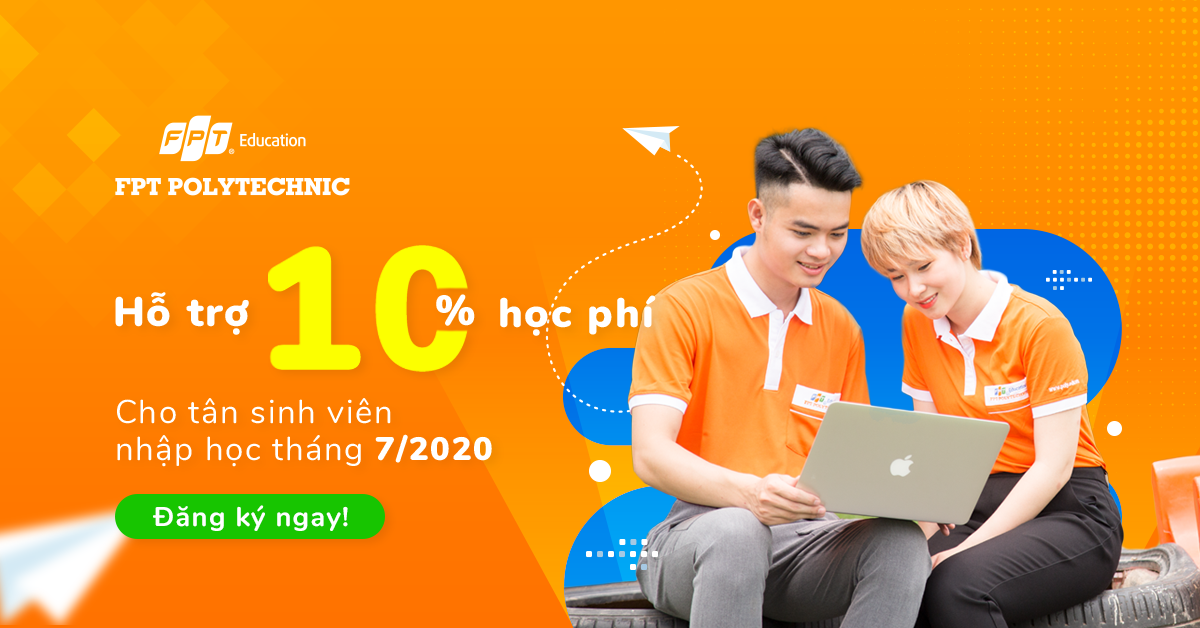 FPT Education
FPT POLYTECHNIC
Hỗ trợ 10% học phí
Cho tân sinh viên
nhập học tháng 7/2020
Đăng ký ngay!